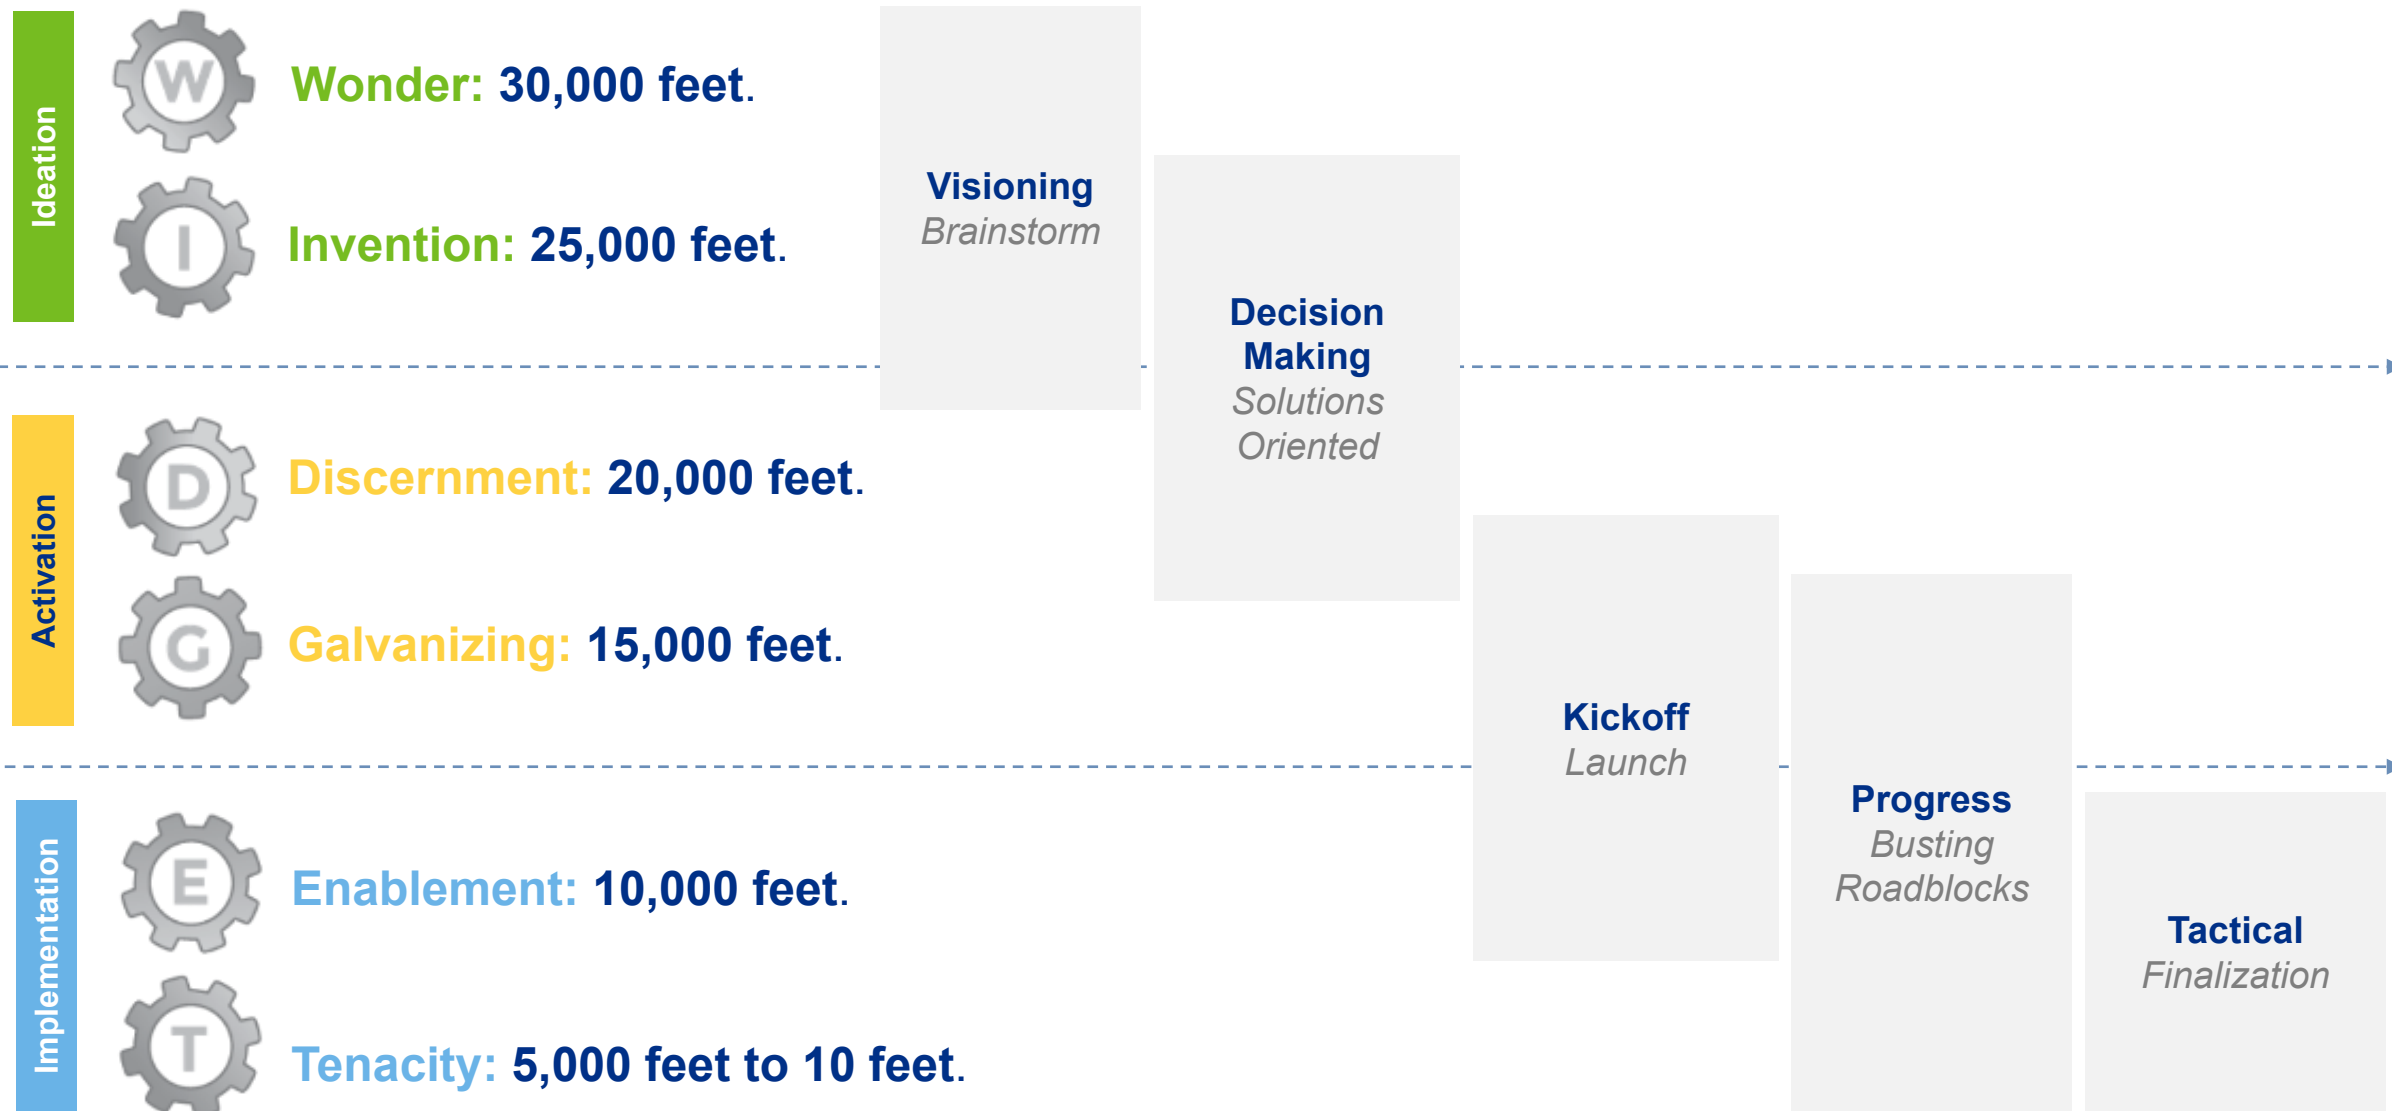 Ideation
W
Wonder: 30,000 feet.
I
Invention: 25,000 feet.
Visioning
Brainstorm
Decision
Making
Solutions
Oriented
Activation
D
Discernment: 20,000 feet.
G
Galvanizing: 15,000 feet.
Kickoff
Launch
Progress
Busting
Roadblocks
Implementation
E
Enablement: 10,000 feet.
T
Tenacity: 5,000 feet to 10 feet.
Tactical
Finalization